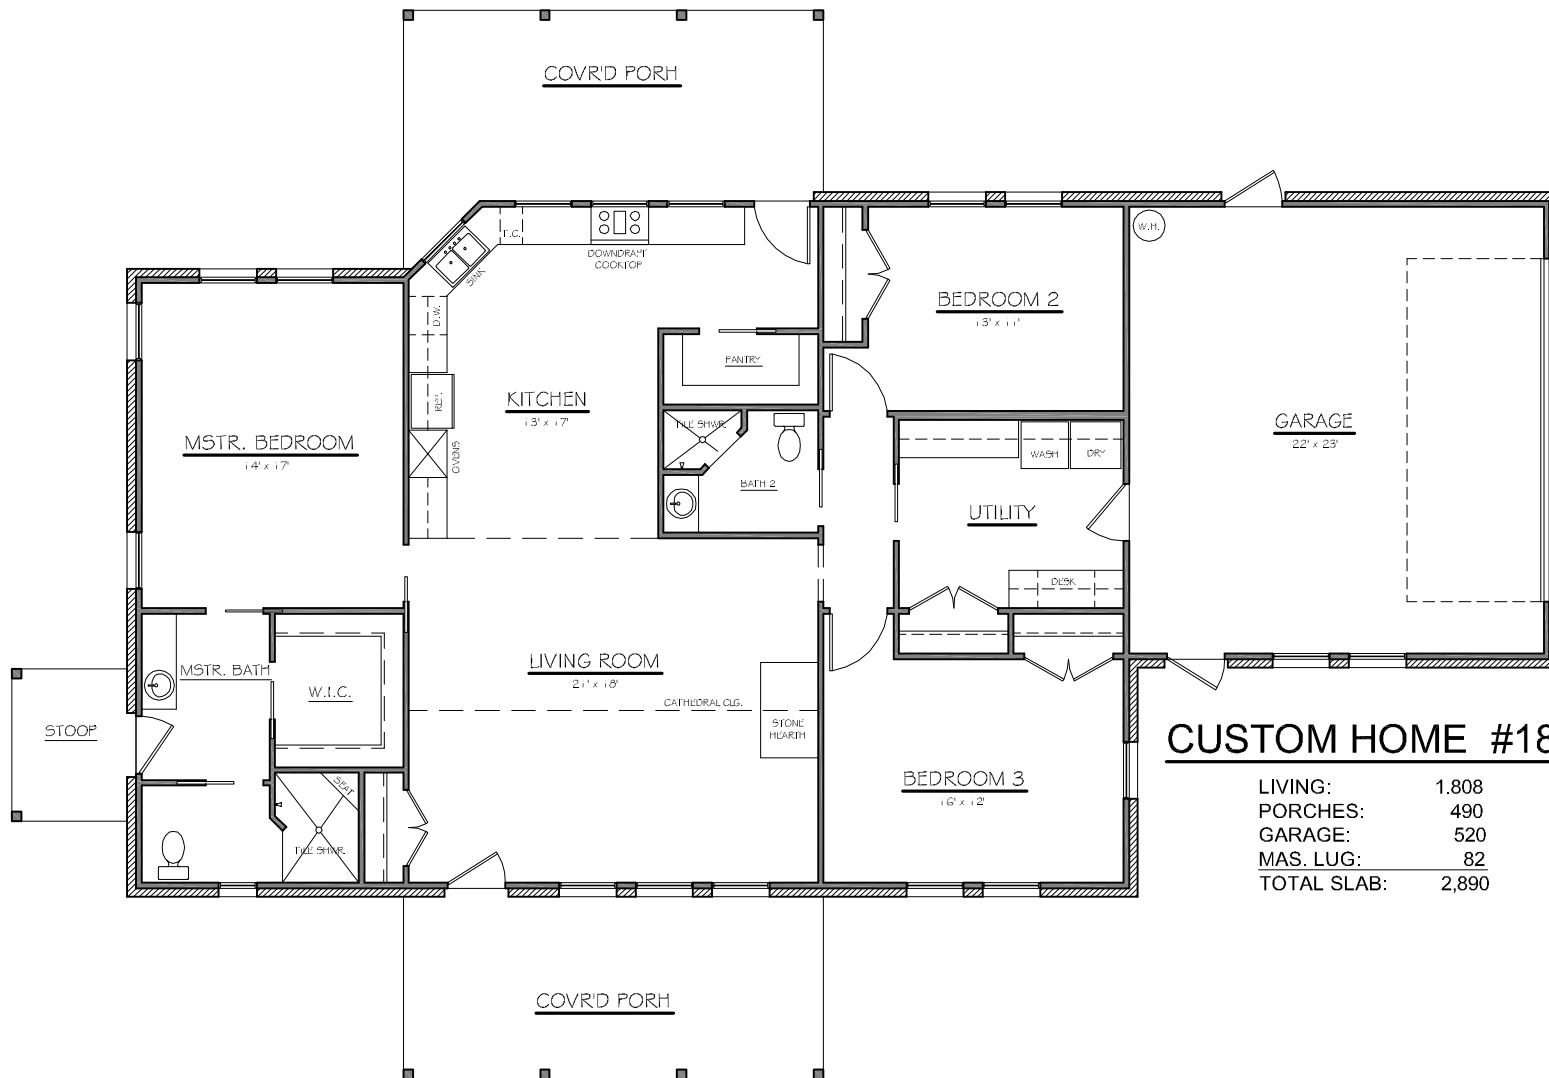 COVR'D PORH
T.C.
DOWNDRAFT
COOKTOP
SINK
D.W.
REF.
OVENS
KITCHEN
13' x 17'
PANTRY
TILE SHWR.
BATH 2
BEDROOM 2
13' x 11'
W.H.
GARAGE
22' x 23'
MSTR. BEDROOM
14' x 17'
WASH
DRY
UTILITY
DESK
MSTR. BATH
W.I.C.
LIVING ROOM
21' x 18'
CATHEDRAL CLG.
STONE
HEARTH
STOOP
SEAT
TILE SHWR.
BEDROOM 3
16' x 12'
CUSTOM HOME #18
LIVING: 1.808
PORCHES: 490
GARAGE: 520
MAS. LUG: 82
TOTAL SLAB: 2,890
COVR'D PORH